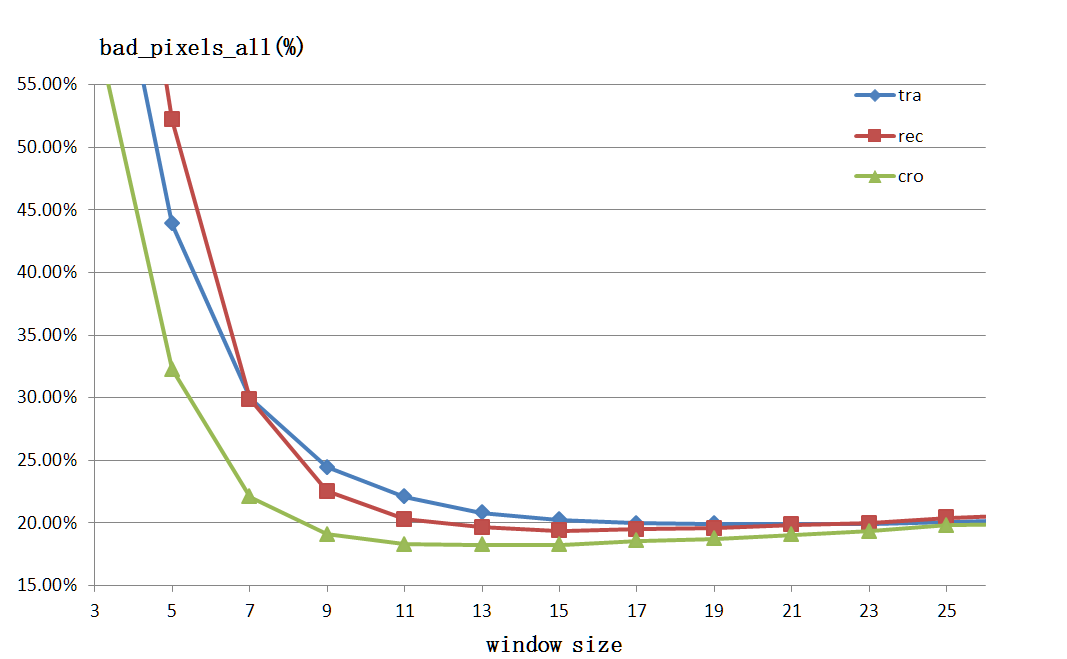 bad_pixels_all(%)
55.00%
50.00%
45.00%
40.00%
35.00%
30.00%
25.00%
20.00%
15.00%
tra
rec
cro
3 5 7 9 11 13 15 17 19 21 23 25
window size